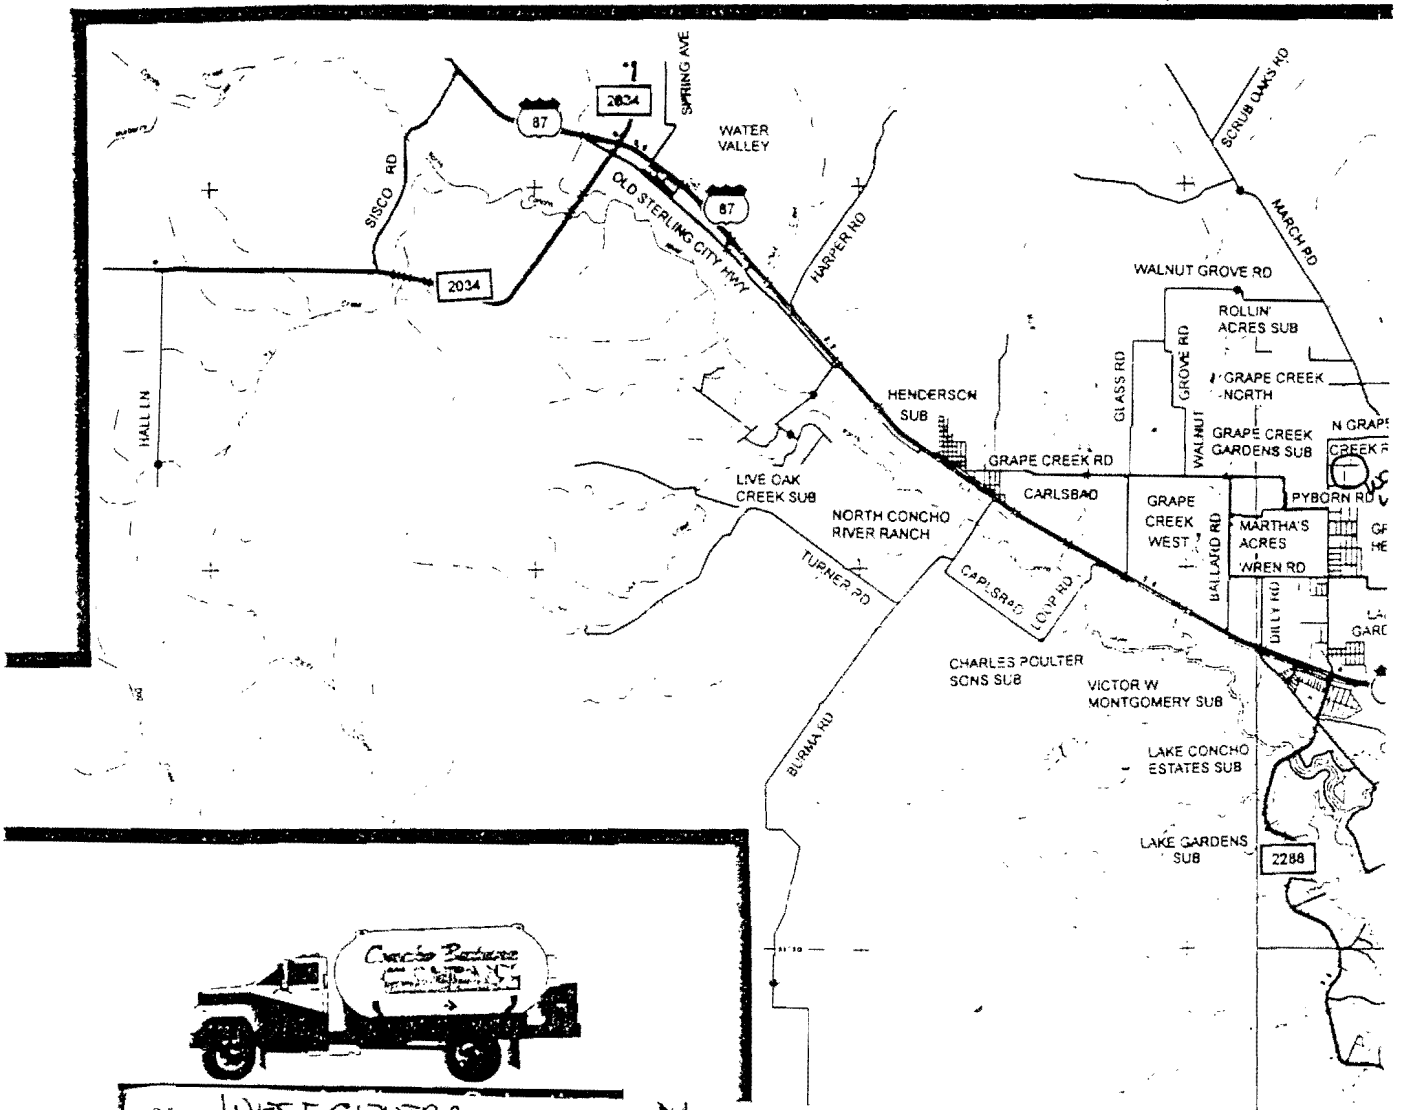 SPRING AVE
SCRUB OAKS RD
2034
87
WATER
VALLEY
SISCO RD
OLD STERLING CITY HWY
87
HARPER RD
MARCH RD
2034
WALNUT GROVE RD
ROLLIN'
ACRES SUB
HALL LN
GLASS RD
WALNUT GROVE RD
GRAPE CREEK
NORTH
HENDERSON
SUB
GRAPE CREEK
GARDENS SUB
N GRAPE
CREEK R
GRAPE CREEK RD
LIVE OAK
CREEK SUB
CARLSBAD
PYBORN RD
NORTH CONCHO
RIVER RANCH
GRAPE
CREEK
WEST
BALLARD RD
MARTHA'S
ACRES
WREN RD
TURNER RD
CARLSBAD LOOP RD
DILLY RD
GARD
CHARLES POULTER
SONS SUB
VICTOR W
MONTGOMERY SUB
BURMA RD
LAKE CONCHO
ESTATES SUB
LAKE GARDENS
SUB
2288
Concho Butane
COMPANY